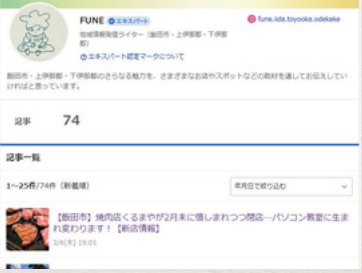 FUNE エキスパート
fune.iida.toyooka.odekake
地域情報発信ライター（飯田市・上伊那郡・下伊那郡）
エキスパート認定マークについて
飯田市・上伊那郡・下伊那郡のさらなる魅力を、さまざまなお店やスポットなどの取材を通してお伝えしてい
ければと思っています。
記事 74
記事一覧
1〜25件/74件（新着順）
年月日で絞り込む
【飯田市】焼肉店くるまやが2月末に惜しまれつつ閉店…パソコン教室に生ま
れ変わります！【新店情報】
3/6(木) 19:01